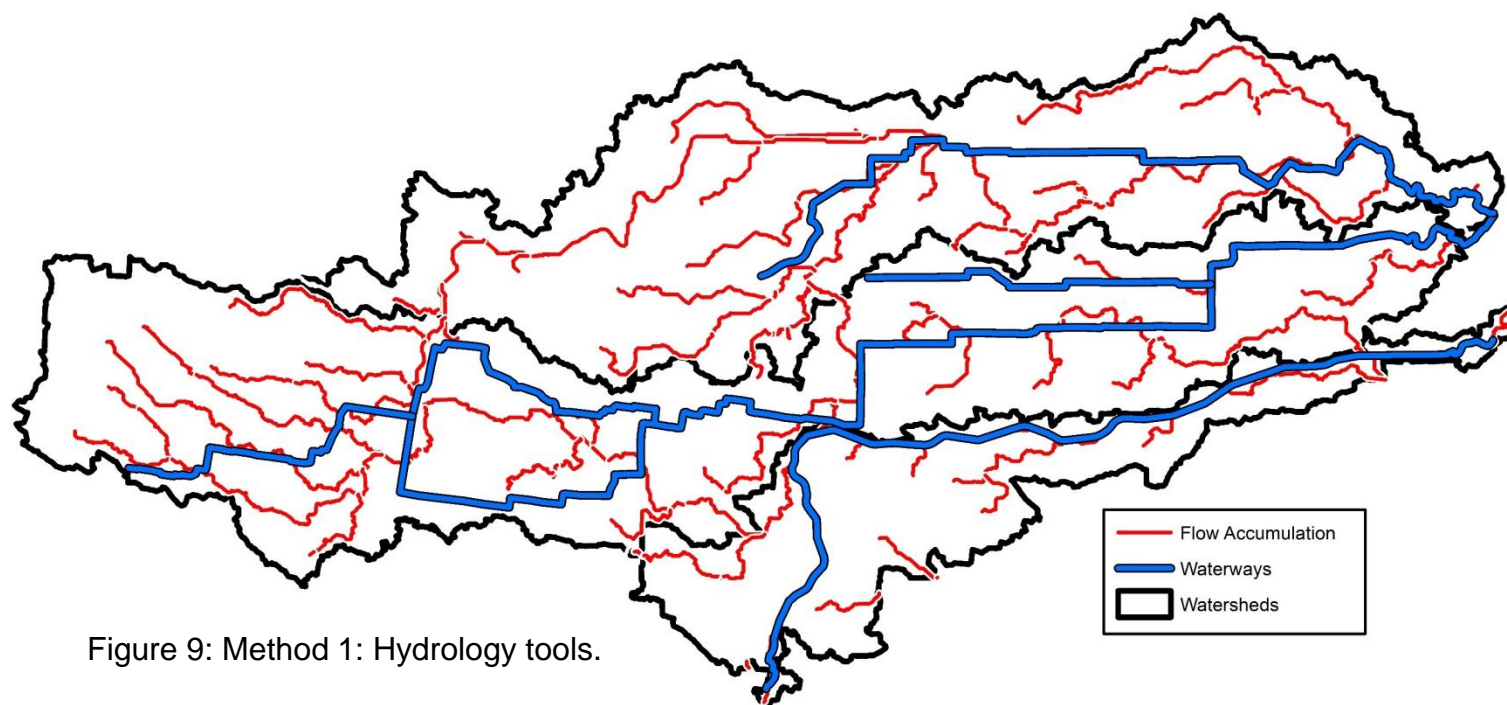 Flow Accumulation
Waterways
Watersheds
Figure 9: Method 1: Hydrology tools.